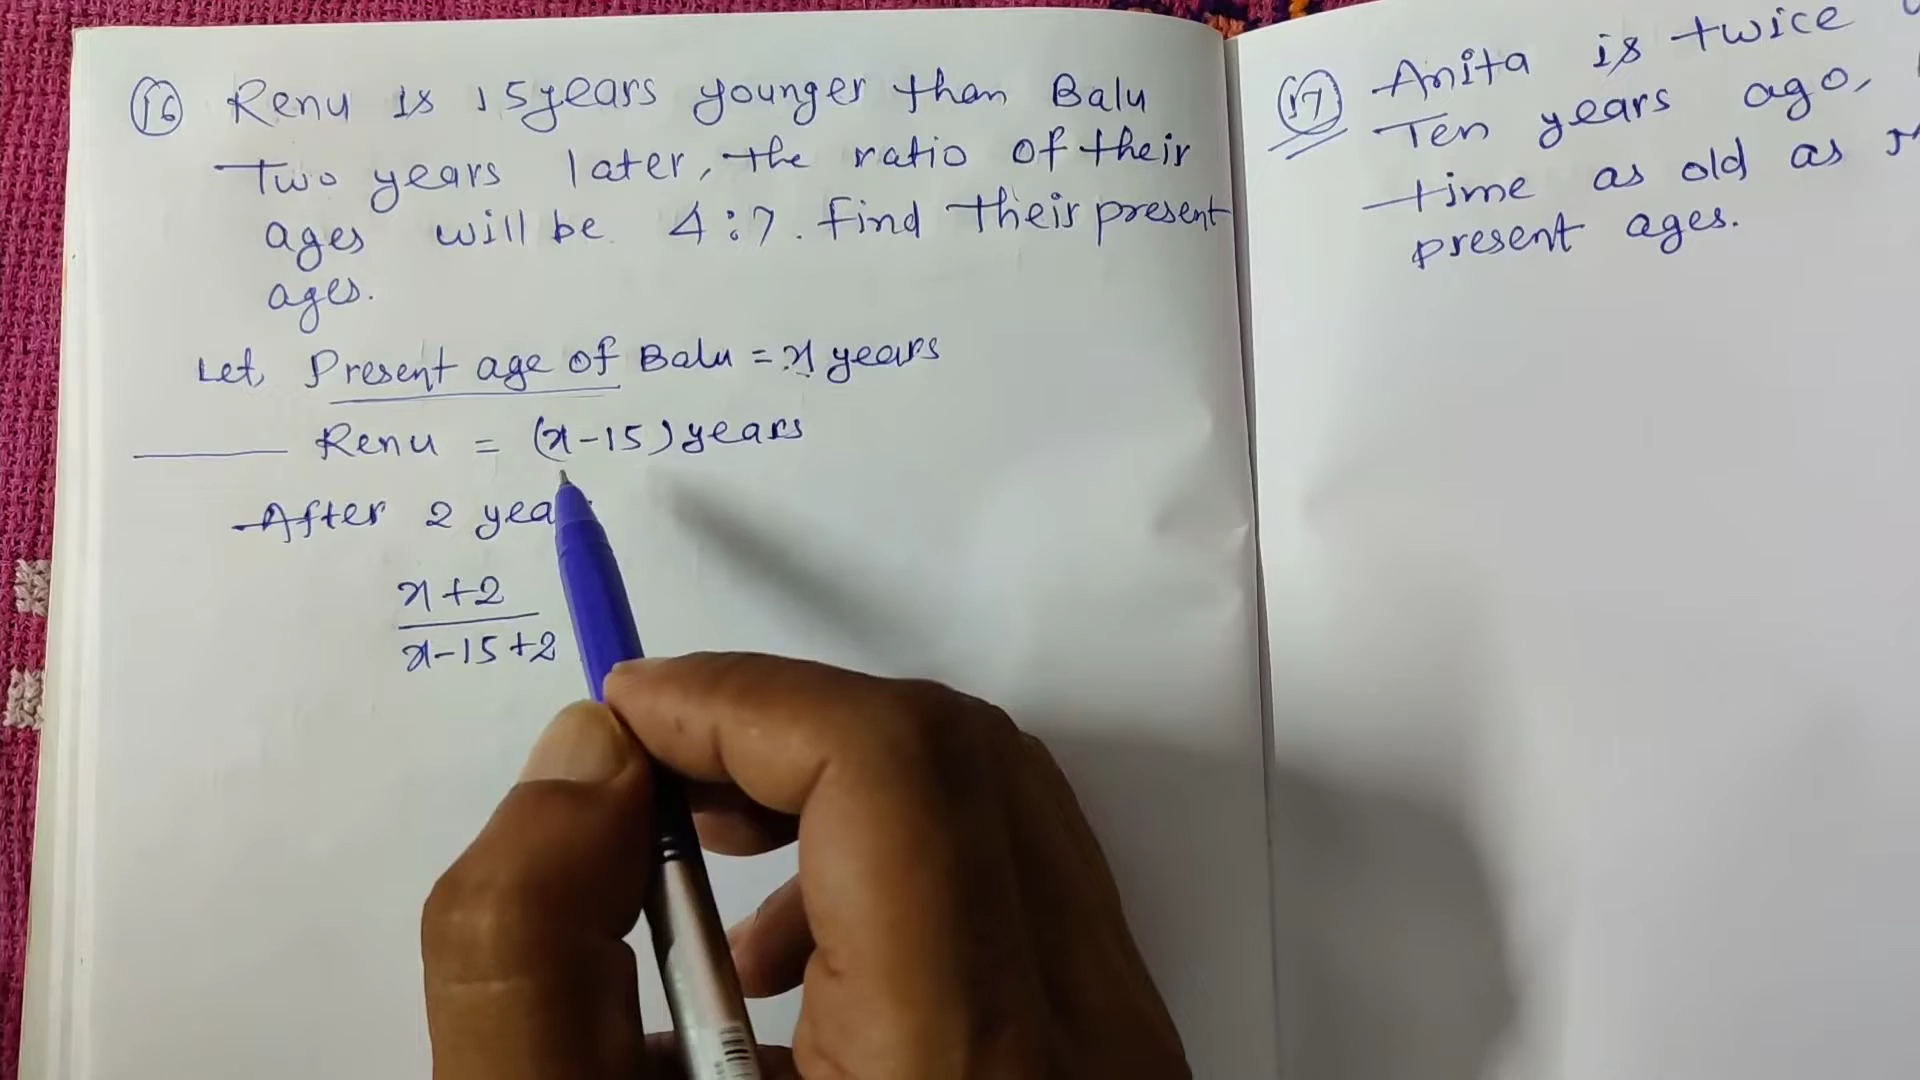 16 Renu is 15years younger than Balu
Two years later, the ratio of their
ages will be 4:7. Find their present
ages.
Let, Present age of Balu = x years
Renu = (x-15) years
After 2 yea
x+2
x-15+2
17 Anita is twice
Ten years ago,
time as old as
present ages.